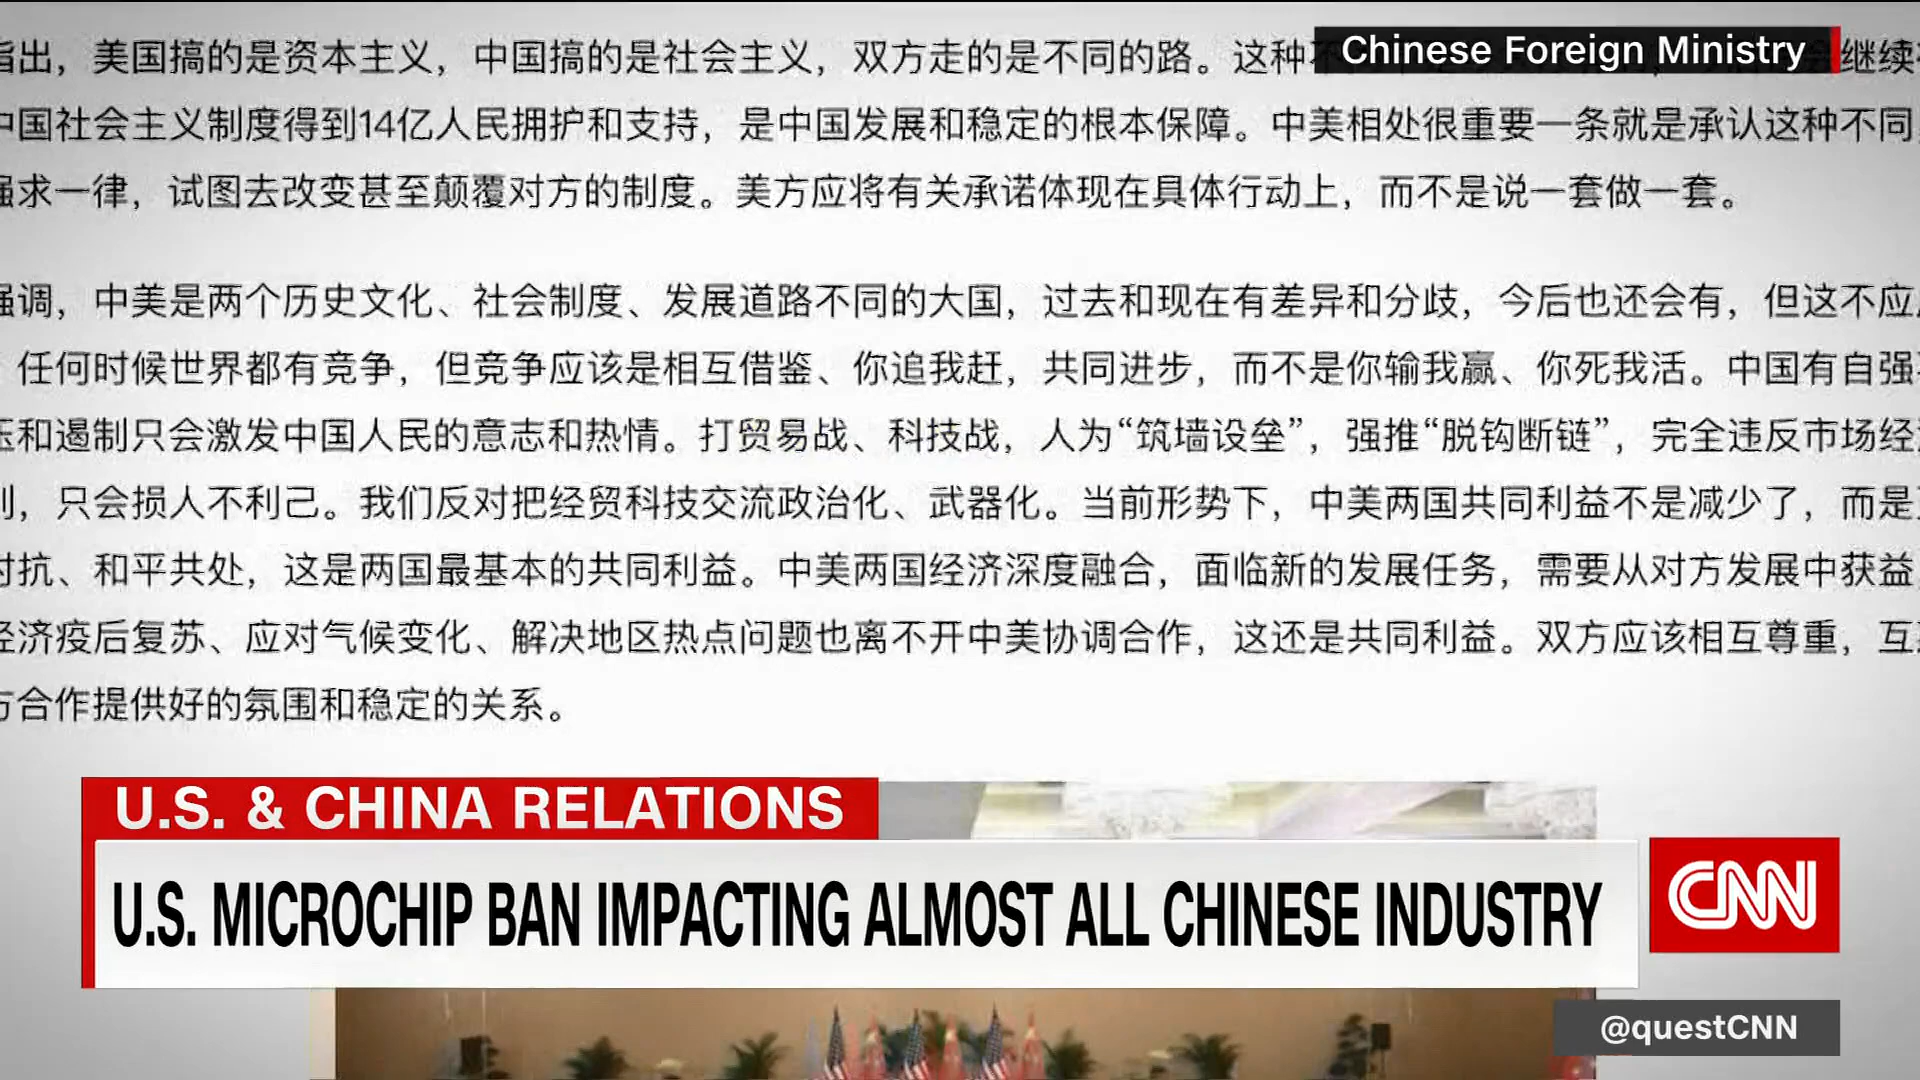 Chinese Foreign Ministry
指出，美国搞的是资本主义，中国搞的是社会主义，双方走的是不同的路。这种不 继续
中国社会主义制度得到14亿人民拥护和支持，是中国发展和稳定的根本保障。中美相处很重要一条就是承认这种不同，
强求一律，试图去改变甚至颠覆对方的制度。美方应将有关承诺体现在具体行动上，而不是说一套做一套。
强调，中美是两个历史文化、社会制度、发展道路不同的大国，过去和现在有差异和分歧，今后也还会有，但这不应
任何时候世界都有竞争，但竞争应该是相互借鉴、你追我赶，共同进步，而不是你输我赢、你死我活。中国有自强
压和遏制只会激发中国人民的意志和热情。打贸易战、科技战，人为“筑墙设垒”，强推“脱钩断链”，完全违反市场经
则，只会损人不利己。我们反对把经贸科技交流政治化、武器化。当前形势下，中美两国共同利益不是减少了，而是
对抗、和平共处，这是两国最基本的共同利益。中美两国经济深度融合，面临新的发展任务，需要从对方发展中获益
经济疫后复苏、应对气候变化、解决地区热点问题也离不开中美协调合作，这还是共同利益。双方应该相互尊重，互
方合作提供好的氛围和稳定的关系。
U.S. & CHINA RELATIONS
U.S. MICROCHIP BAN IMPACTING ALMOST ALL CHINESE INDUSTRY
CNN
@questCNN